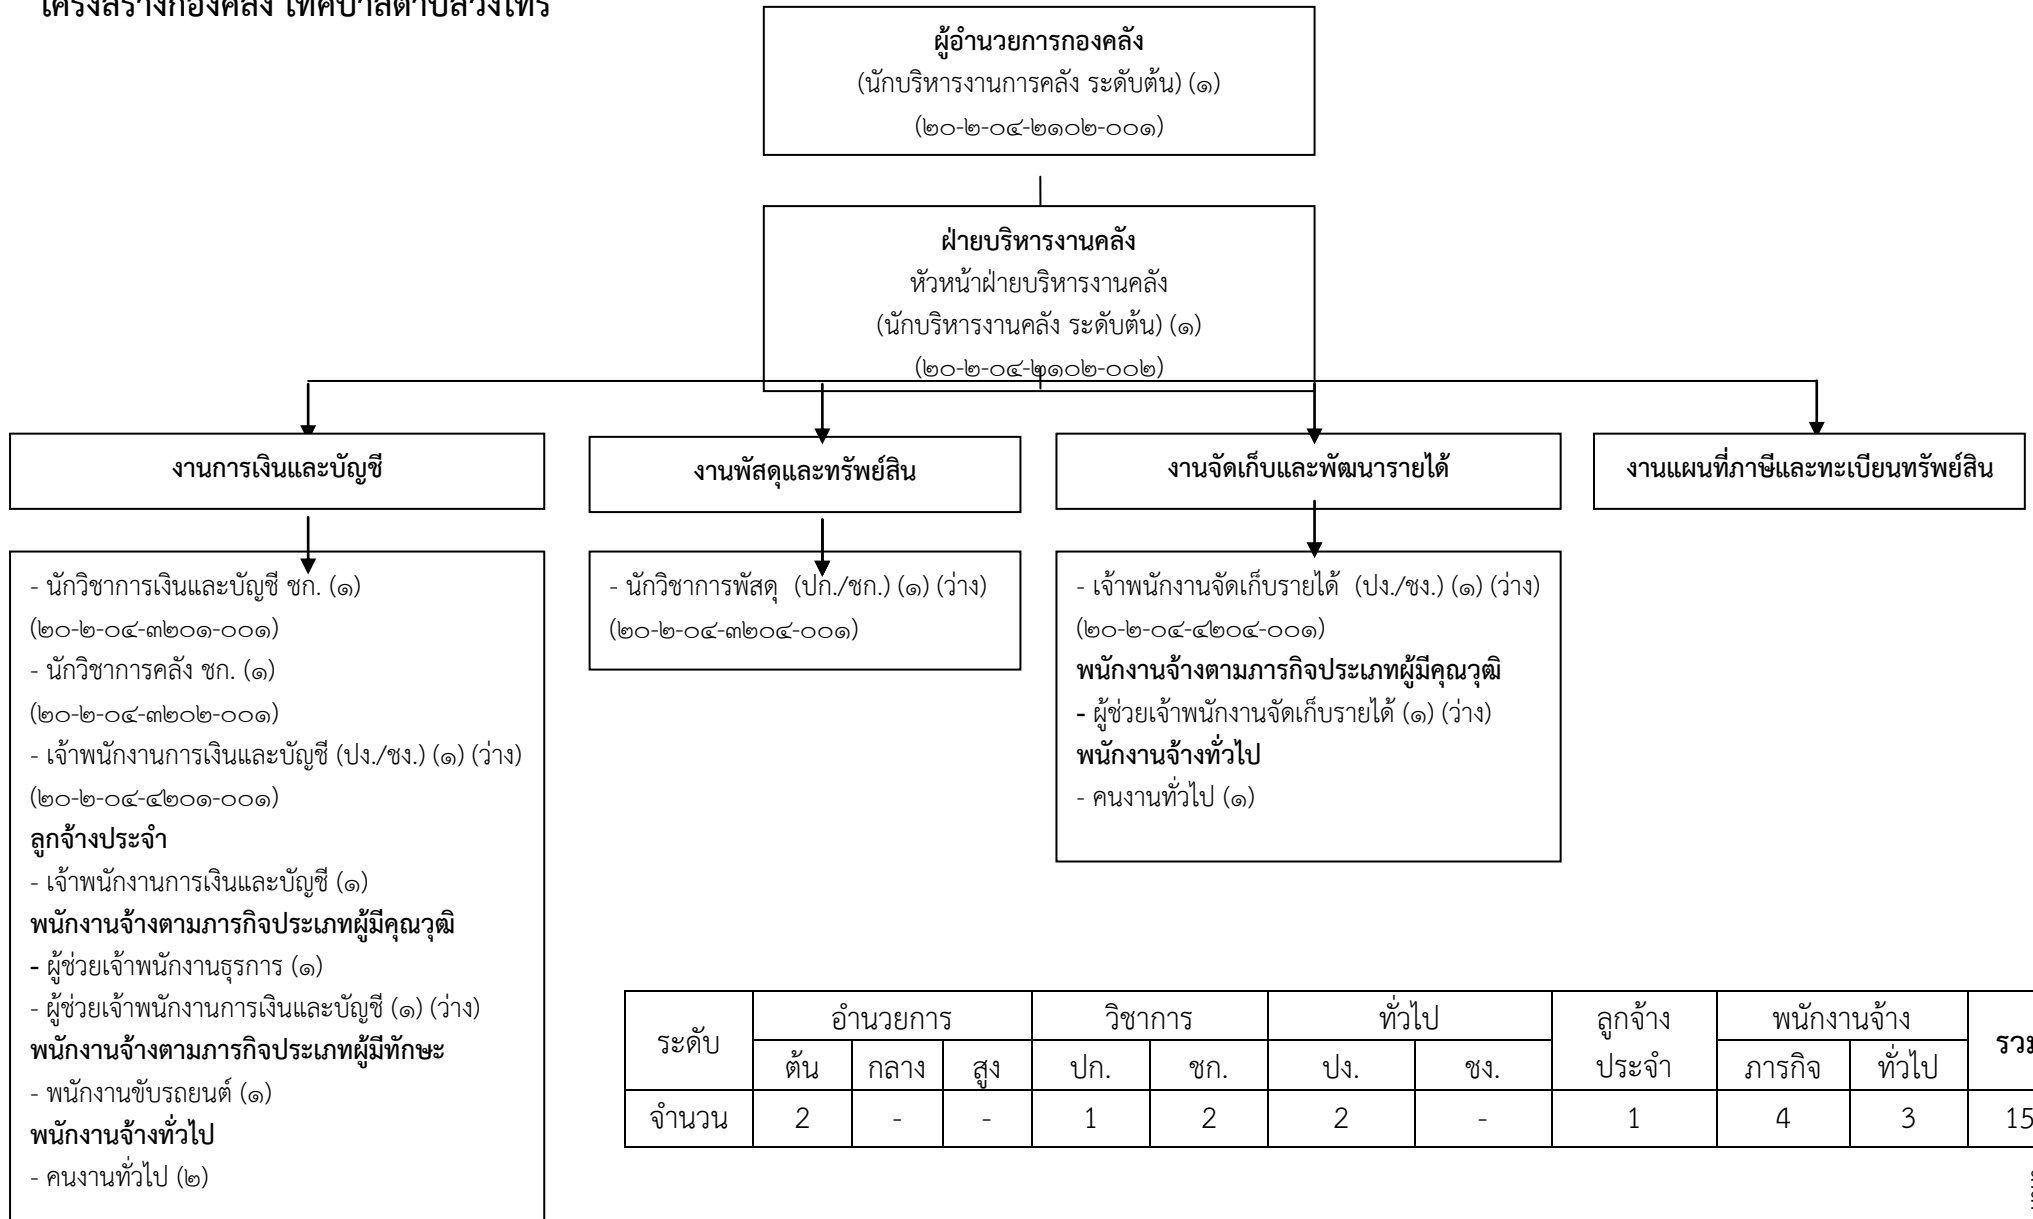 โครงสร้างกองคลัง เทศบาลตำบลวังไทร
ผู้อำนวยการกองคลัง
(นักบริหารงานการคลัง ระดับต้น) (๑)
(๒๐-๒-๐๔-๒๑๐๒-๐๐๑)
ฝ่ายบริหารงานคลัง
หัวหน้าฝ่ายบริหารงานคลัง
(นักบริหารงานคลัง ระดับต้น) (๑)
(๒๐-๒-๐๔-๒๑๐๒-๐๐๒)
งานการเงินและบัญชี
งานพัสดุและทรัพย์สิน
งานจัดเก็บและพัฒนารายได้
งานแผนที่ภาษีและทะเบียนทรัพย์สิน
- นักวิชาการเงินและบัญชี ชก. (๑)
(๒๐-๒-๐๔-๓๒๐๑-๐๐๑)
- นักวิชาการคลัง ชก. (๑)
(๒๐-๒-๐๔-๓๒๐๒-๐๐๑)
- เจ้าพนักงานการเงินและบัญชี (ปง./ชง.) (๑) (ว่าง)
(๒๐-๒-๐๔-๔๒๐๑-๐๐๑)
ลูกจ้างประจำ
- เจ้าพนักงานการเงินและบัญชี (๑)
พนักงานจ้างตามภารกิจประเภทผู้มีคุณวุฒิ
- ผู้ช่วยเจ้าพนักงานธุรการ (๑)
- ผู้ช่วยเจ้าพนักงานการเงินและบัญชี (๑) (ว่าง)
พนักงานจ้างตามภารกิจประเภทผู้มีทักษะ
- พนักงานขับรถยนต์ (๑)
พนักงานจ้างทั่วไป
- คนงานทั่วไป (๒)
- นักวิชาการพัสดุ (ปก./ชก.) (๑) (ว่าง)
(๒๐-๒-๐๔-๓๒๐๔-๐๐๑)
- เจ้าพนักงานจัดเก็บรายได้ (ปง./ชง.) (๑) (ว่าง)
(๒๐-๒-๐๔-๔๒๐๔-๐๐๑)
พนักงานจ้างตามภารกิจประเภทผู้มีคุณวุฒิ
- ผู้ช่วยเจ้าพนักงานจัดเก็บรายได้ (๑) (ว่าง)
พนักงานจ้างทั่วไป
- คนงานทั่วไป (๑)
ระดับ อำนวยการ วิชาการ ทั่วไป ลูกจ้างประจำ พนักงานจ้าง รวม
ต้น กลาง สูง ปก. ชก. ปง. ชง. ภารกิจ ทั่วไป
จำนวน 2 - - 1 2 2 - 1 4 3 15